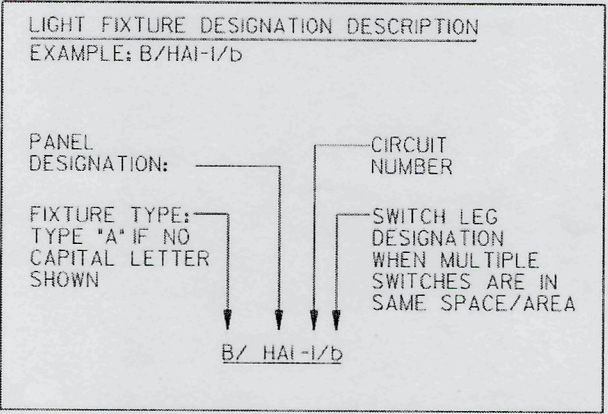 LIGHT FIXTURE DESIGNATION DESCRIPTION
EXAMPLE: B/HA1-1/b
PANEL
DESIGNATION:
CIRCUIT
NUMBER
FIXTURE TYPE:
TYPE "A" IF NO
CAPITAL LETTER
SHOWN
SWITCH LEG
DESIGNATION
WHEN MULTIPLE
SWITCHES ARE IN
SAME SPACE/AREA
B/ HA1-1/b